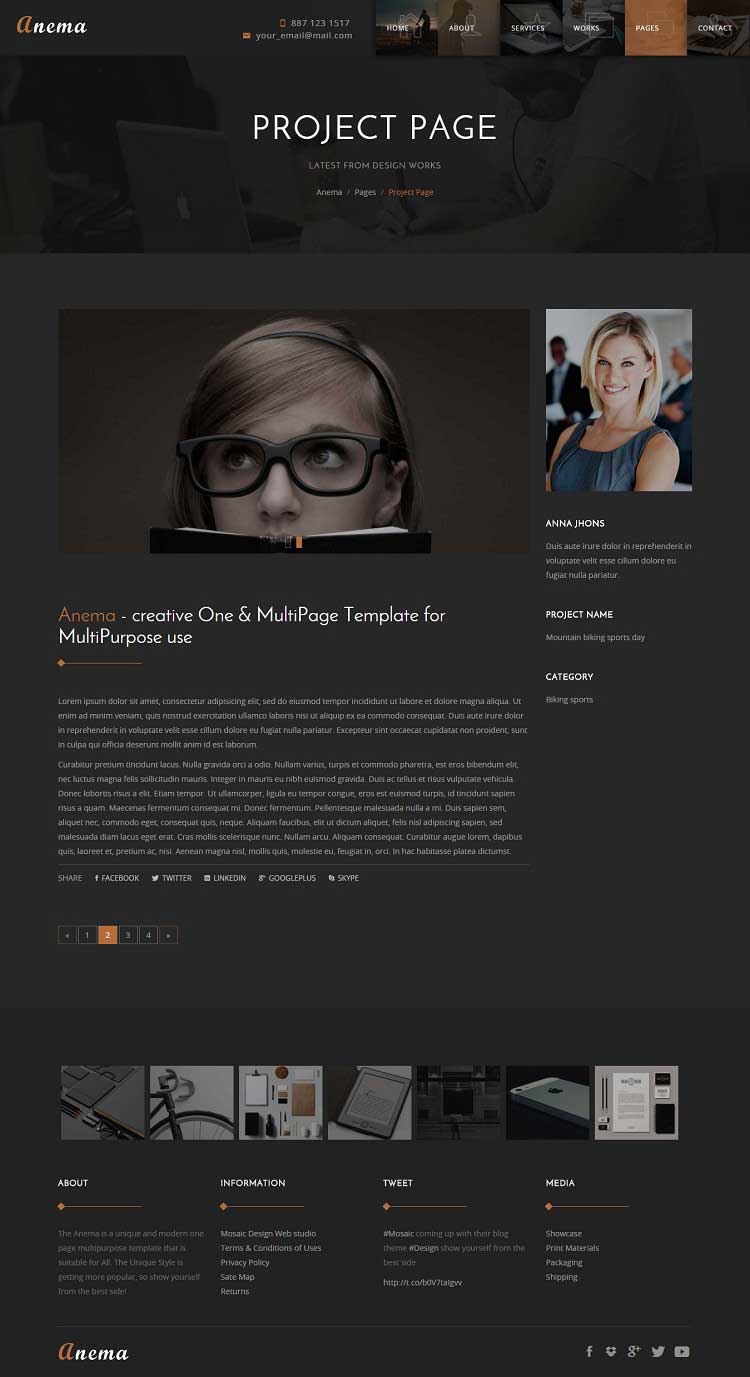 Anema
887 123 1517
your_email@mail.com
HOME
ABOUT
SERVICES
WORKS
PAGES
CONTACT
PROJECT PAGE
LATEST FROM DESIGN WORKS
Anema / Pages / Project Page
ANNA JHONS
Duis aute irure dolor in reprehenderit in
voluptate velit esse cillum dolore eu
fugiat nulla pariatur.
PROJECT NAME
Mountain biking sports day
CATEGORY
Biking sports
Anema - creative One & MultiPage Template for
MultiPurpose use
Lorem ipsum dolor sit amet, consectetur adipisicing elit, sed do eiusmod tempor incididunt ut labore et dolore magna aliqua. Ut
enim ad minim veniam, quis nostrud exercitation ullamco laboris nisi ut aliquip ex ea commodo consequat. Duis aute irure dolor
in reprehenderit in voluptate velit esse cillum dolore eu fugiat nulla pariatur. Excepteur sint occaecat cupidatat non proident, sunt
in culpa qui officia deserunt mollit anim id est laborum.
Curabitur pretium tincidunt lacus. Nulla gravida orci a odio. Nullam varius, turpis et commodo pharetra, est eros bibendum elit,
nec luctus magna felis sollicitudin mauris. Integer in mauris eu nibh euismod gravida. Duis ac tellus et risus vulputate vehicula.
Donec lobortis risus a elit. Etiam tempor. Ut ullamcorper, ligula eu tempor congue, eros est euismod turpis, id tincidunt sapien
risus a quam. Maecenas fermentum consequat mi. Donec fermentum. Pellentesque malesuada nulla a mi. Duis sapien sem,
aliquet nec, commodo eget, consequat quis, neque. Aliquam faucibus, elit ut dictum aliquet, felis nisl adipiscing sapien, sed
malesuada diam lacus eget erat. Cras mollis scelerisque nunc. Nullam arcu. Aliquam consequat. Curabitur augue lorem, dapibus
quis, laoreet et, pretium ac, nisi. Aenean magna nisl, mollis quis, molestie eu, feugiat in, orci. In hac habitasse platea dictumst.
SHARE FACEBOOK TWITTER LINKEDIN GOOGLEPLUS SKYPE
« 1 2 3 4 »
ABOUT
The Anema is a unique and modern one
page multipurpose template that is
suitable for All. The Unique Style is
getting more popular, so show yourself
from the best side!
INFORMATION
Mosaic Design Web studio
Terms & Conditions of Uses
Privacy Policy
Sate Map
Returns
TWEET
#Mosaic coming up with their blog
theme #Design show yourself from the
best side
http://t.co/b0V7taIgvv
MEDIA
Showcase
Print Materials
Packaging
Shipping
Anema